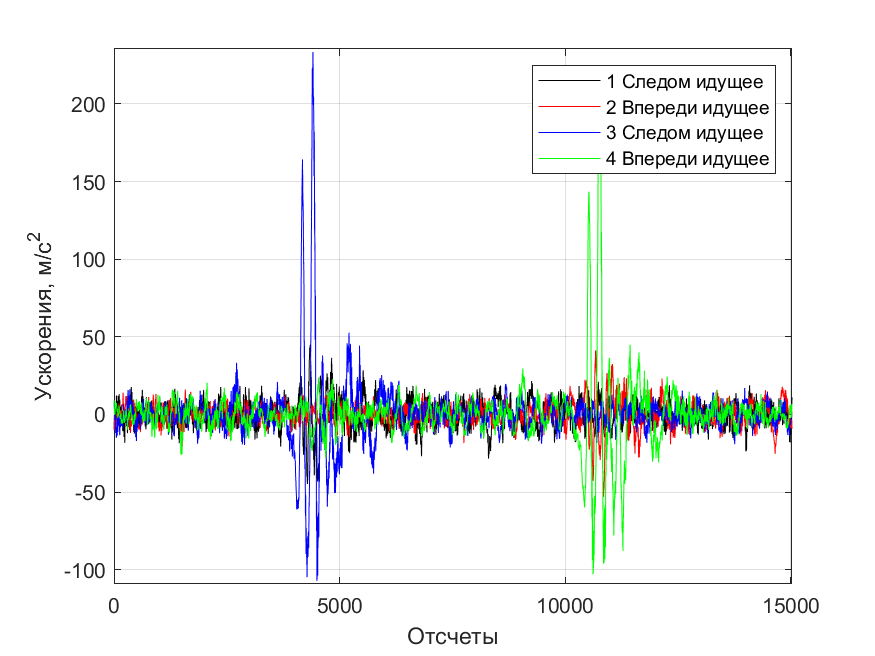 200
150
100
50
0
-50
-100
Ускорения, м/с²
1 Следом идущее
2 Впереди идущее
3 Следом идущее
4 Впереди идущее
0
5000
10000
15000
Отсчеты